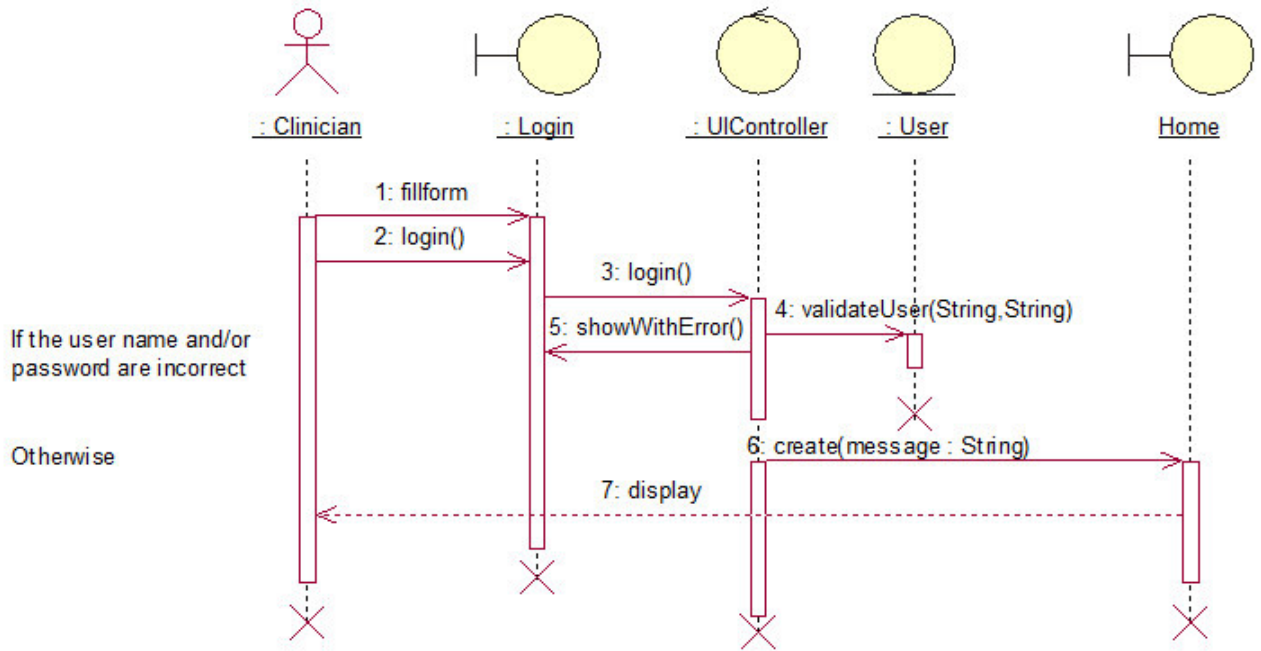 : Clinician
: Login
: UIController
: User
Home
1: fillform
2: login()
3: login()
4: validateUser(String,String)
5: showWithError()
If the user name and/or
password are incorrect
6: create(message : String)
Otherwise
7: display